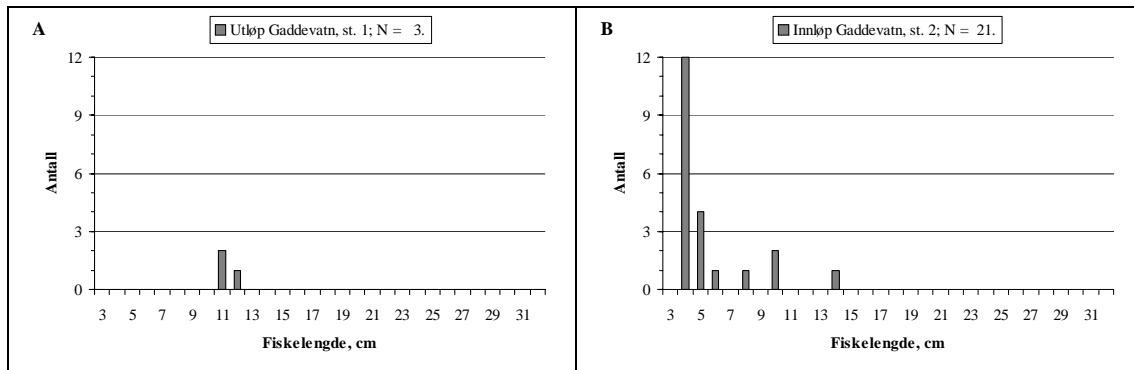 A
Utløp Gaddevatn, st. 1; N = 3.
12
9
6
3
0
Antall
3 5 7 9 11 13 15 17 19 21 23 25 27 29 31
Fiskelengde, cm
B
Innløp Gaddevatn, st. 2; N = 21.
12
9
6
3
0
Antall
3 5 7 9 11 13 15 17 19 21 23 25 27 29 31
Fiskelengde, cm